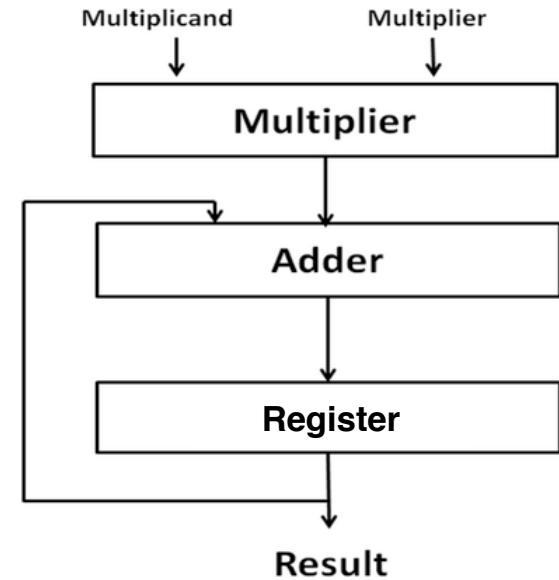 Multiplicand Multiplier
Multiplier
Adder
Register
Result